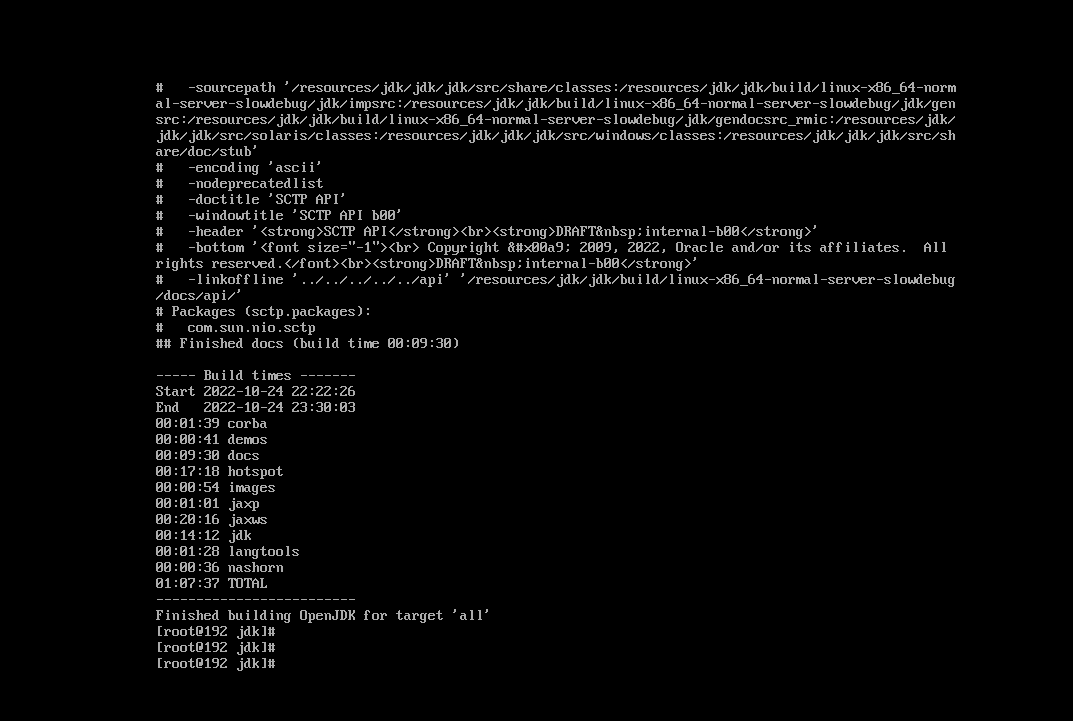 #   -sourcepath '/resources/jdk/jdk/jdk/src/share/classes:/resources/jdk/jdk/build/linux-x86_64-norm
al-server-slowdebug/jdk/impsrc:/resources/jdk/jdk/build/linux-x86_64-normal-server-slowdebug/jdk/gen
src:/resources/jdk/jdk/build/linux-x86_64-normal-server-slowdebug/jdk/gendocsrc_rmic:/resources/jdk/
jdk/jdk/src/solaris/classes:/resources/jdk/jdk/jdk/src/windows/classes:/resources/jdk/jdk/jdk/src/sh
are/doc/stub'
#   -encoding 'ascii'
#   -nodeprecatedlist
#   -doctitle 'SCTP API'
#   -windowtitle 'SCTP API b00'
#   -header '<strong>SCTP API</strong><br><strong>DRAFT&nbsp;internal-b00</strong>'
#   -bottom '<font size="-1"><br> Copyright &#x00a9; 2009, 2022, Oracle and/or its affiliates.  All
rights reserved.</font><br><strong>DRAFT&nbsp;internal-b00</strong>'
#   -linkoffline '../../../../../api' '/resources/jdk/jdk/build/linux-x86_64-normal-server-slowdebug
/docs/api/'
# Packages (sctp.packages):
#   com.sun.nio.sctp
## Finished docs (build time 00:09:30)

----- Build times -------
Start 2022-10-24 22:22:26
End   2022-10-24 23:30:03
00:01:39 corba
00:00:41 demos
00:09:30 docs
00:17:18 hotspot
00:00:54 images
00:01:01 jaxp
00:20:16 jaxws
00:14:12 jdk
00:01:28 langtools
00:00:36 nashorn
01:07:37 TOTAL
-------------------------
Finished building OpenJDK for target 'all'
[root@192 jdk]#
[root@192 jdk]#
[root@192 jdk]#